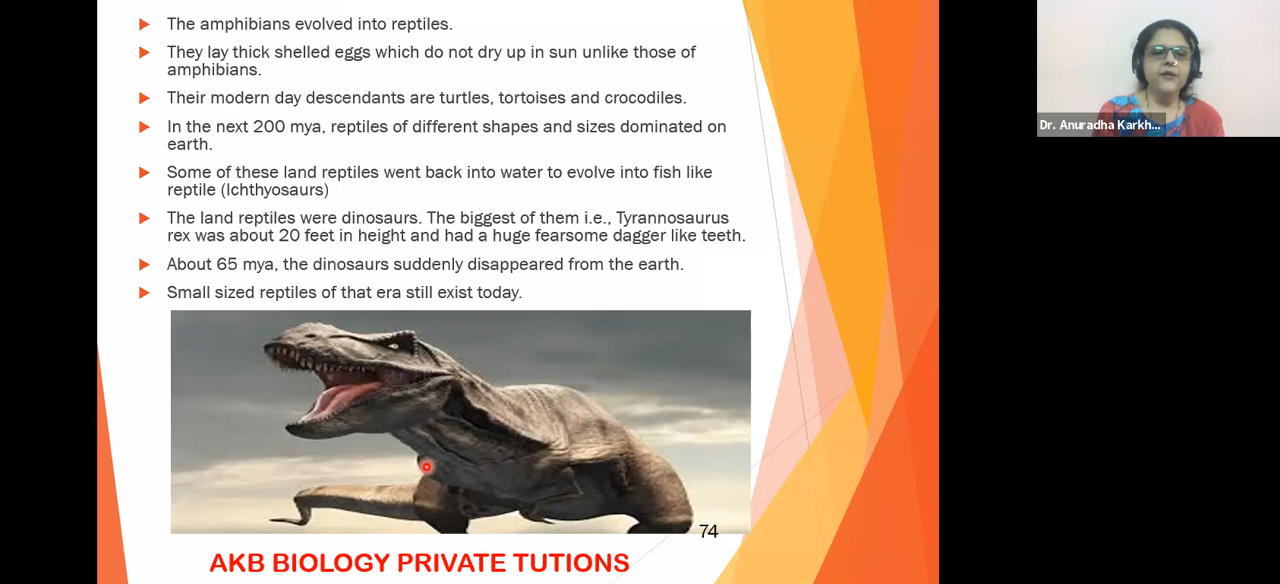 The amphibians evolved into reptiles.
They lay thick shelled eggs which do not dry up in sun unlike those of
amphibians.
Their modern day descendants are turtles, tortoises and crocodiles.
In the next 200 mya, reptiles of different shapes and sizes dominated on
earth.
Some of these land reptiles went back into water to evolve into fish like
reptile (Ichthyosaurs)
The land reptiles were dinosaurs. The biggest of them i.e., Tyrannosaurus
rex was about 20 feet in height and had a huge fearsome dagger like teeth.
About 65 mya, the dinosaurs suddenly disappeared from the earth.
Small sized reptiles of that era still exist today.
74
AKB BIOLOGY PRIVATE TUTIONS
Dr. Anuradha Karkh...